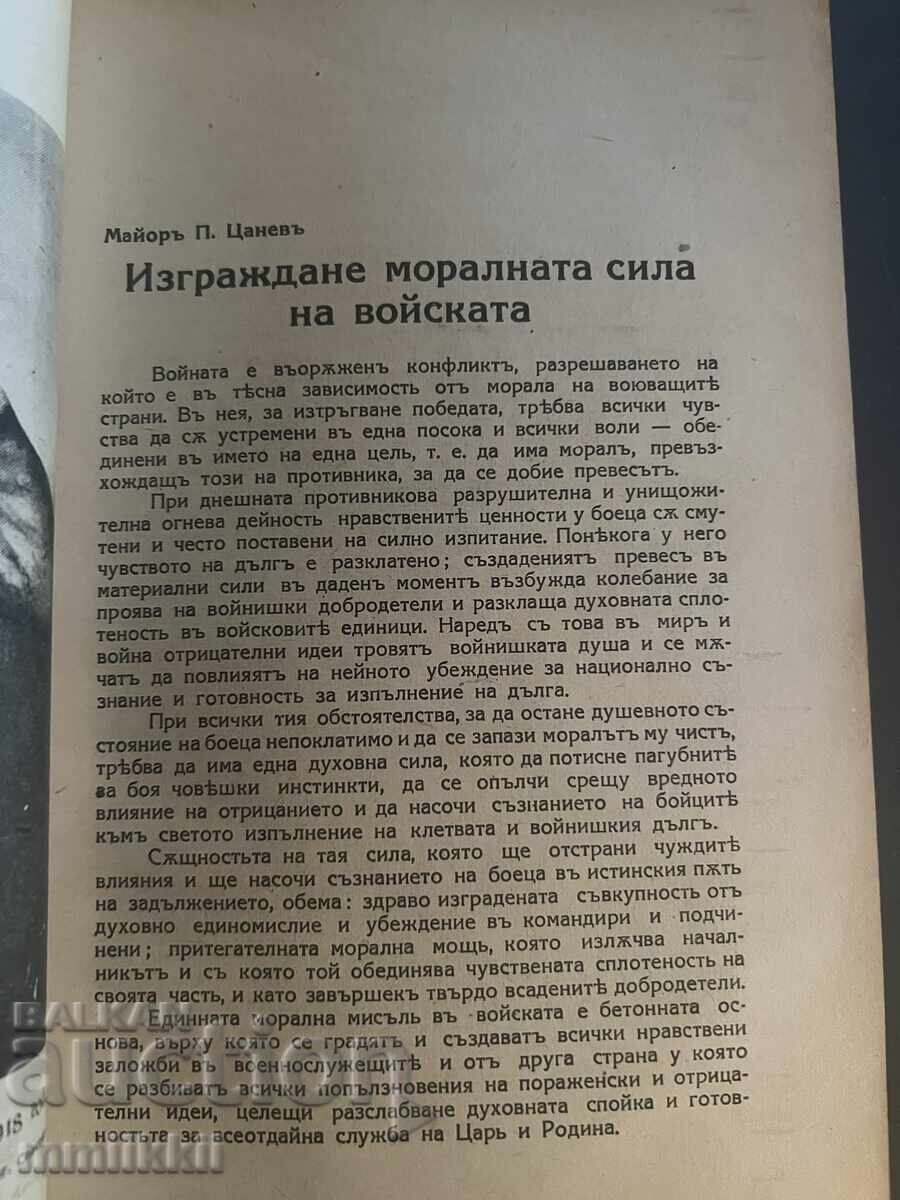 Майоръ П. Цаневъ
Изграждане моралната сила
на войската
Войната е въорѫженъ конфликтъ, разрешаването на
който е въ тѣсна зависимость отъ морала на воюващитѣ
страни. Въ нея, за изтръгване победата, трѣбва всички чув-
ства да сѫ устремени въ една посока и всички воли — обе-
динени въ името на една цель, т. е. да има моралъ, превъз-
хождащъ този на противника, за да се добие превесътъ.
При днешната противникова разрушителна и унищожи-
телна огнева дейность нравственитѣ ценности у боеца сѫ сму-
тени и често поставени на силно изпитание. Понѣкога у него
чувството на дългъ е разклатено; създадениятъ превесъ въ
материални сили въ даденъ моментъ възбужда колебание за
проява на войнишки добродетели и разклаща духовната спло-
теность въ войсковитѣ единици. Наредъ съ това въ миръ и
война отрицателни идеи тровятъ войнишката душа и се мѫ-
чатъ да повлияятъ на нейното убеждение за национално съ-
знание и готовность за изпълнение на дълга.
При всички тия обстоятелства, за да остане душевното съ-
стояние на боеца непоклатимо и да се запази моралътъ му чистъ,
трѣбва да има една духовна сила, която да потисне пагубнитѣ
за боя човѣшки инстинкти, да се опълчи срещу вредното
влияние на отрицанието и да насочи съзнанието на бойцитѣ
къмъ светото изпълнение на клетвата и войнишкия дългъ.
Сѫщностьта на тая сила, която ще отстрани чуждитѣ
влияния и ще насочи съзнанието на боеца въ истинския пѫть
на задължението, обема: здраво изградената съвкупность отъ
духовно единомислие и убеждение въ командири и подчи-
нени; притегателната морална мощь, която излѫчва начал-
никътъ и съ която той обединява чувствената сплотеность на
своята часть, и като завършекъ твърдо всаденитѣ добродетели.
Единната морална мисъль въ войската е бетонната ос-
нова, върху която се градятъ и създаватъ всички нравствени
заложби въ военнослужещитѣ и отъ друга страна у която
се разбиватъ всички попълзновения на пораженски и отрица-
телни идеи, целещи разслабване духовната спойка и готов-
ностьта за всеотдайна служба на Царь и Родина.
BALKAN
auction
mmilkkil